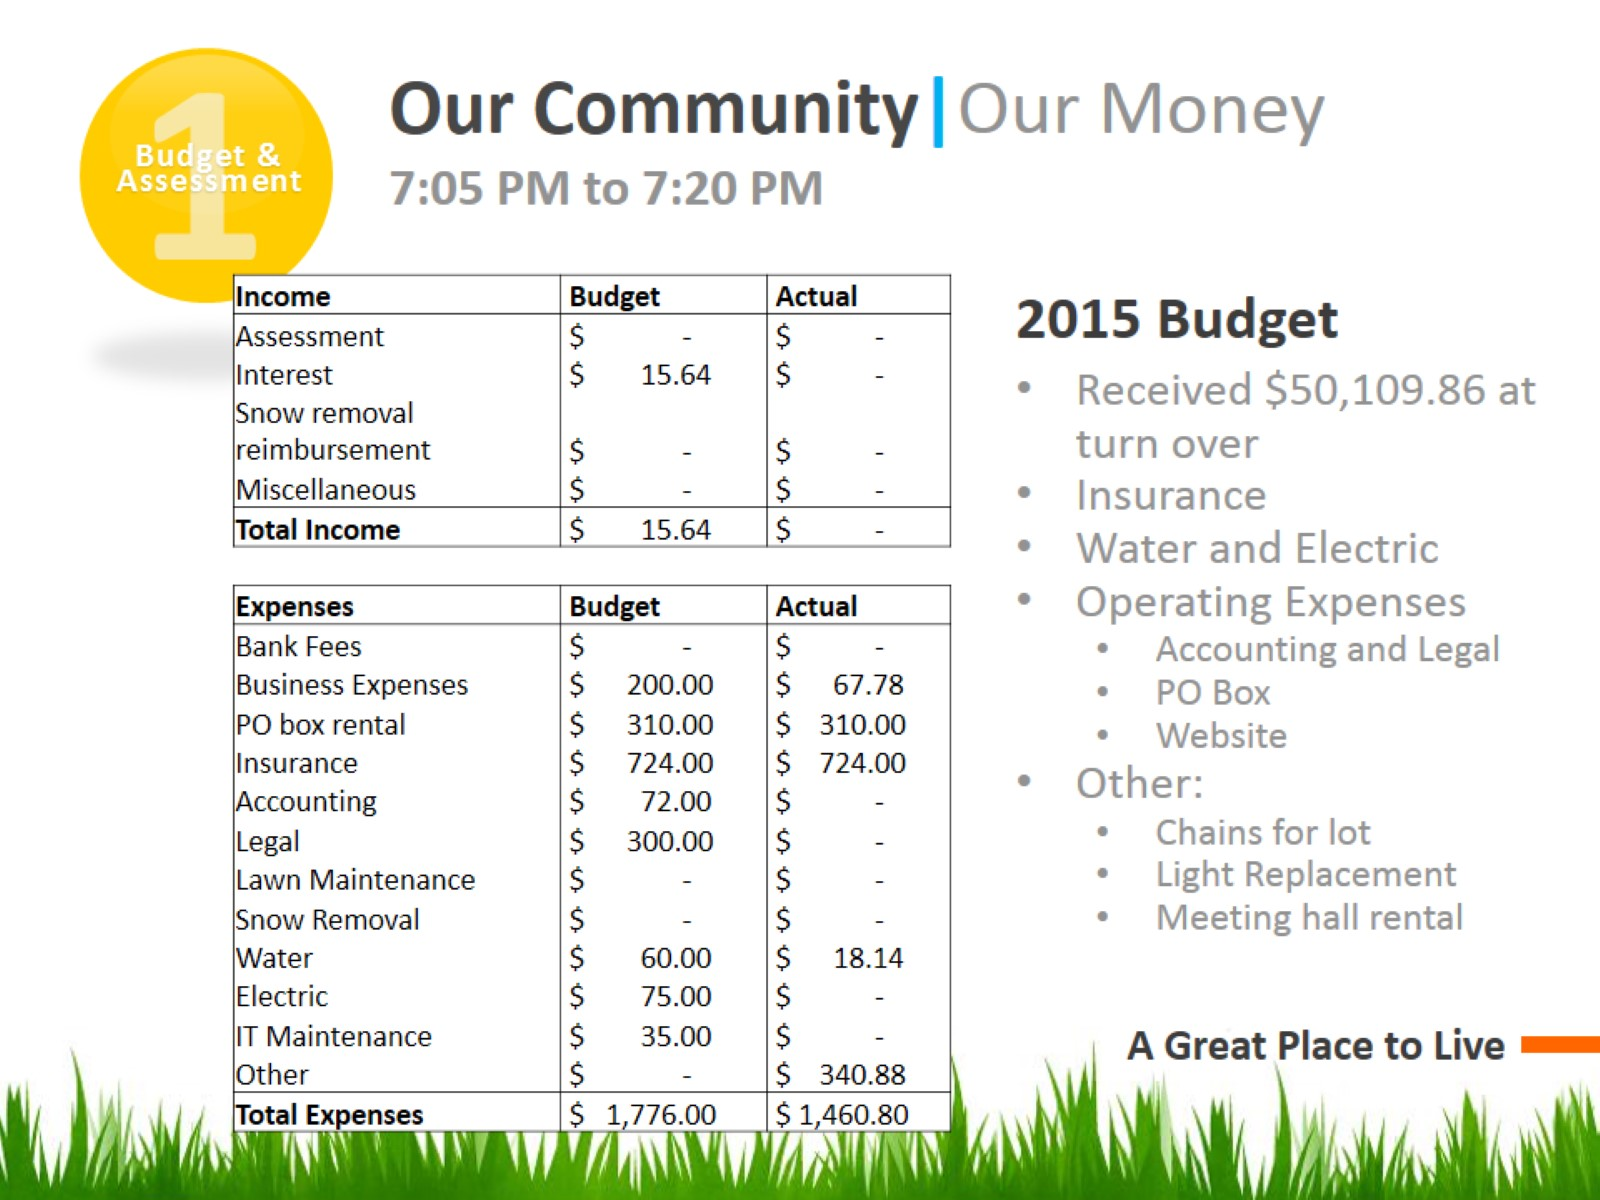 1
Budget &
Assessment
Our Community|Our Money
7:05 PM to 7:20 PM
Income Budget Actual
Assessment $ - $ -
Interest $ 15.64 $ -
Snow removal
reimbursement $ - $ -
Miscellaneous $ - $ -
Total Income $ 15.64 $ -
Expenses Budget Actual
Bank Fees $ - $ -
Business Expenses $ 200.00 $ 67.78
PO box rental $ 310.00 $ 310.00
Insurance $ 724.00 $ 724.00
Accounting $ 72.00 $ -
Legal $ 300.00 $ -
Lawn Maintenance $ - $ -
Snow Removal $ - $ -
Water $ 60.00 $ 18.14
Electric $ 75.00 $ -
IT Maintenance $ 35.00 $ -
Other $ - $ 340.88
Total Expenses $ 1,776.00 $ 1,460.80
2015 Budget
• Received $50,109.86 at
turn over
• Insurance
• Water and Electric
• Operating Expenses
• Accounting and Legal
• PO Box
• Website
• Other:
• Chains for lot
• Light Replacement
• Meeting hall rental
A Great Place to Live